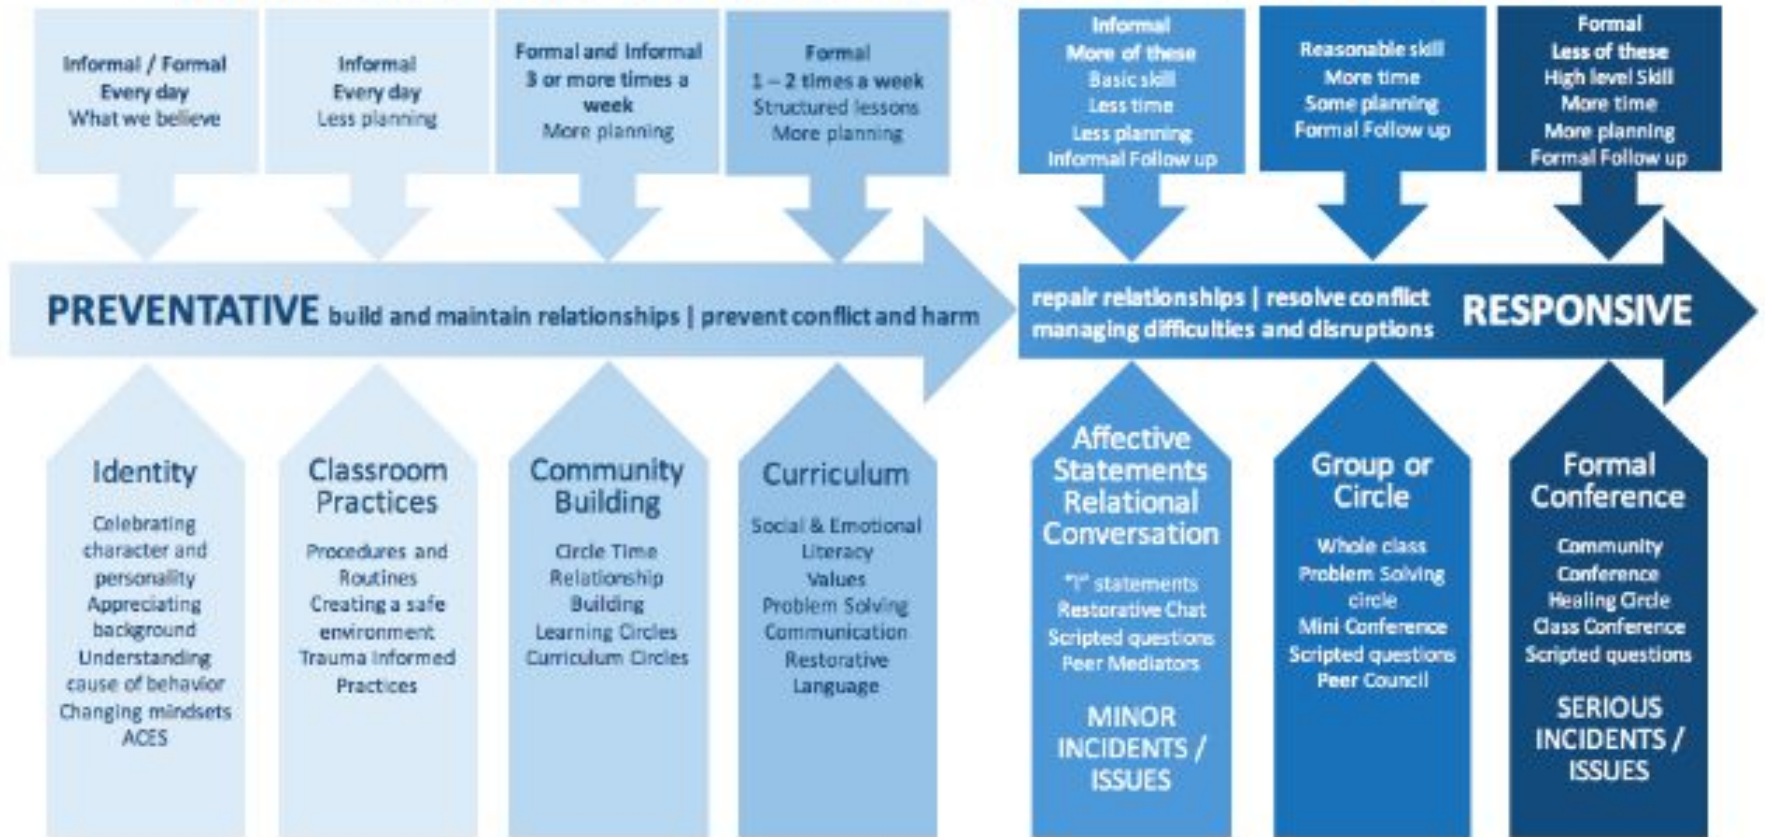 Informal / Formal
Every day
What we believe
Informal
Every day
Less planning
Formal and Informal
3 or more times a
week
More planning
Formal
1 – 2 times a week
Structured lessons
More planning
Informal
More of these
Basic skill
Less time
Less planning
Informal Follow up
Reasonable skill
More time
Some planning
Formal Follow up
Formal
Less of these
High level Skill
More time
More planning
Formal Follow up
PREVENTATIVE build and maintain relationships | prevent conflict and harm
repair relationships | resolve conflict
managing difficulties and disruptions
RESPONSIVE
Identity
Celebrating
character and
personality
Appreciating
background
Understanding
cause of behavior
Changing mindsets
ACES
Classroom
Practices
Procedures and
Routines
Creating a safe
environment
Trauma Informed
Practices
Community
Building
Circle Time
Relationship
Building
Learning Circles
Curriculum Circles
Curriculum
Social & Emotional
Literacy
Values
Problem Solving
Communication
Restorative
Language
Affective
Statements
Relational
Conversation
"I" statements
Restorative Chat
Scripted questions
Peer Mediators
MINOR
INCIDENTS /
ISSUES
Group or
Circle
Whole class
Problem Solving
circle
Mini Conference
Scripted questions
Peer Council
Formal
Conference
Community
Conference
Healing Circle
Class Conference
Scripted questions
SERIOUS
INCIDENTS /
ISSUES